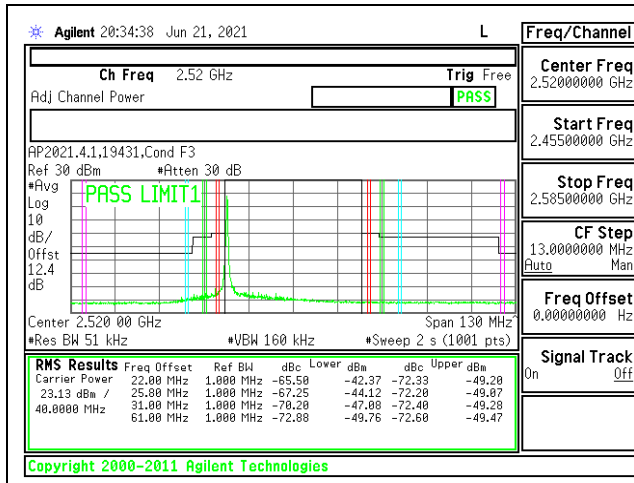 Agilent 20:34:38 Jun 21, 2021 L
Freq/Channel
Ch Freq 2.52 GHz Trig Free
Adj Channel Power PASS
AP2021.4.1,19431,Cond F3
Ref 30 dBm #Atten 30 dB
#Avg
Log
10
dB/
Offst
12.4
dB
PASS LIMIT1
Center 2.520 00 GHz Span 130 MHz^
#Res BW 51 kHz #VBW 160 kHz #Sweep 2 s (1001 pts)
RMS Results Freq Offset Ref BW dBc Lower dBm dBc Upper dBm
Carrier Power 22.00 MHz 1.000 MHz -65.50 -42.37 -72.33 -49.20
23.13 dBm / 25.80 MHz 1.000 MHz -67.25 -44.12 -72.20 -49.07
40.0000 MHz 31.00 MHz 1.000 MHz -70.20 -47.08 -72.40 -49.28
61.00 MHz 1.000 MHz -72.88 -49.76 -72.60 -49.47
Copyright 2000-2011 Agilent Technologies
Center Freq
2.52000000 GHz
Start Freq
2.45500000 GHz
Stop Freq
2.58500000 GHz
CF Step
13.0000000 MHz
Auto Man
Freq Offset
0.00000000 Hz
Signal Track
On Off